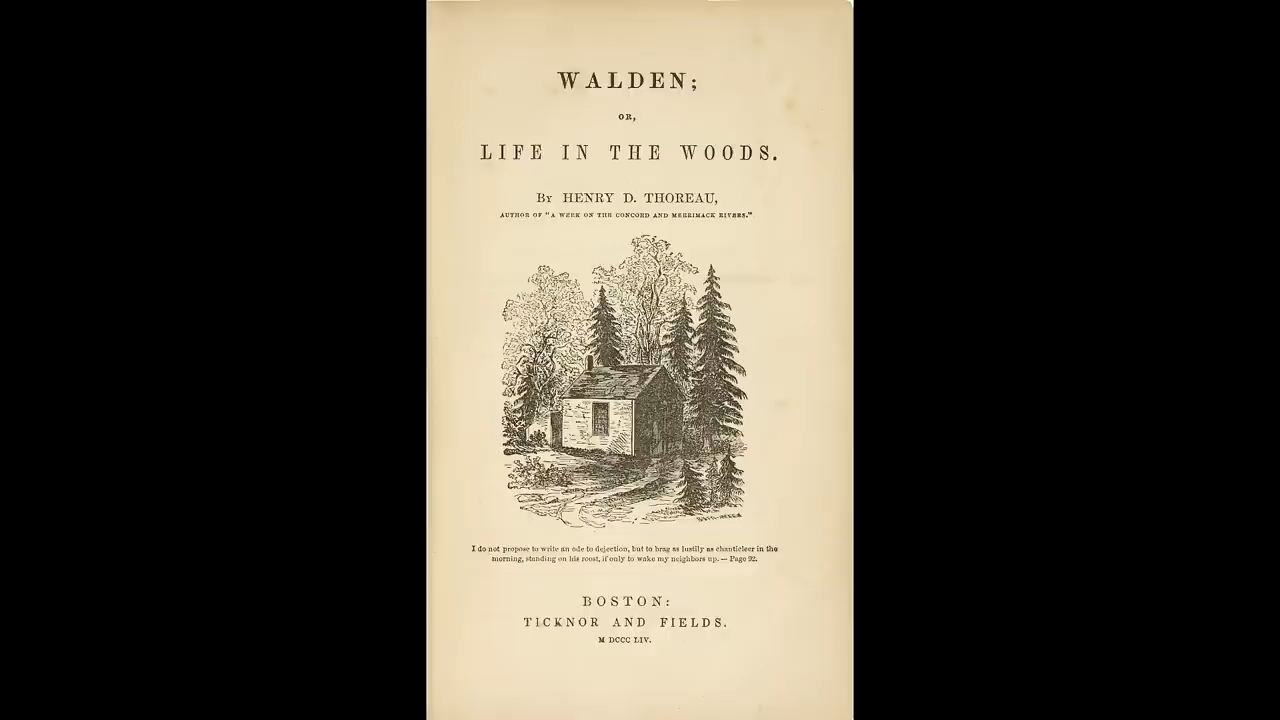 WALDEN;
OR,
LIFE IN THE WOODS.
By HENRY D. THOREAU,
AUTHOR OF "A WEEK ON THE CONCORD AND MERRIMACK RIVERS."
I do not propose to write an ode to dejection, but to brag as lustily as chanticleer in the
morning, standing on his roost, if only to wake my neighbors up. — Page 92.
BOSTON:
TICKNOR AND FIELDS.
M DCCC LIV.